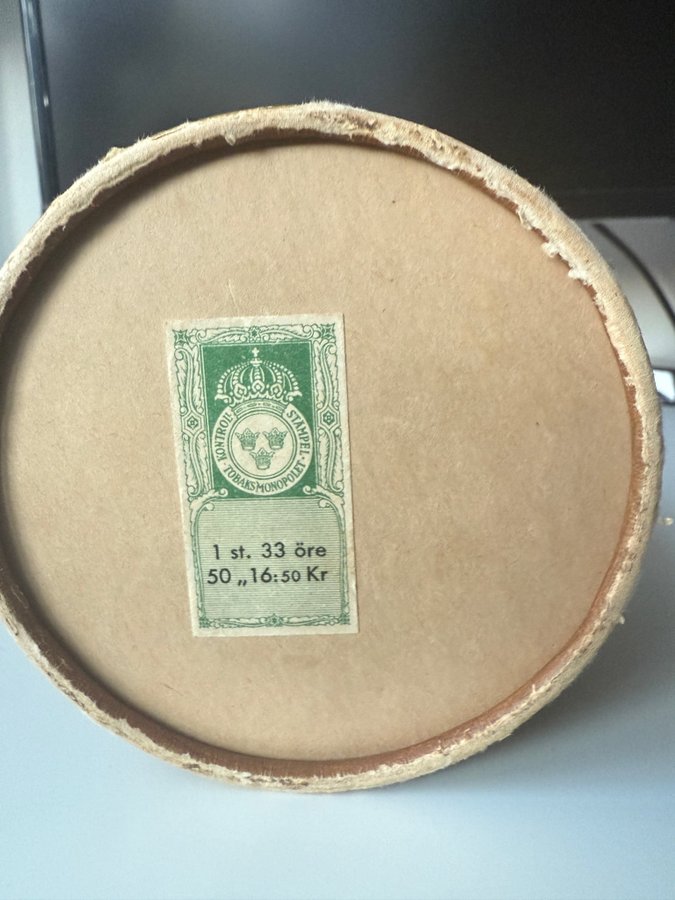 KONTROLL-STÄMPEL
TOBAKSMONOPOLET
1 st. 33 öre
50 „ 16:50 Kr